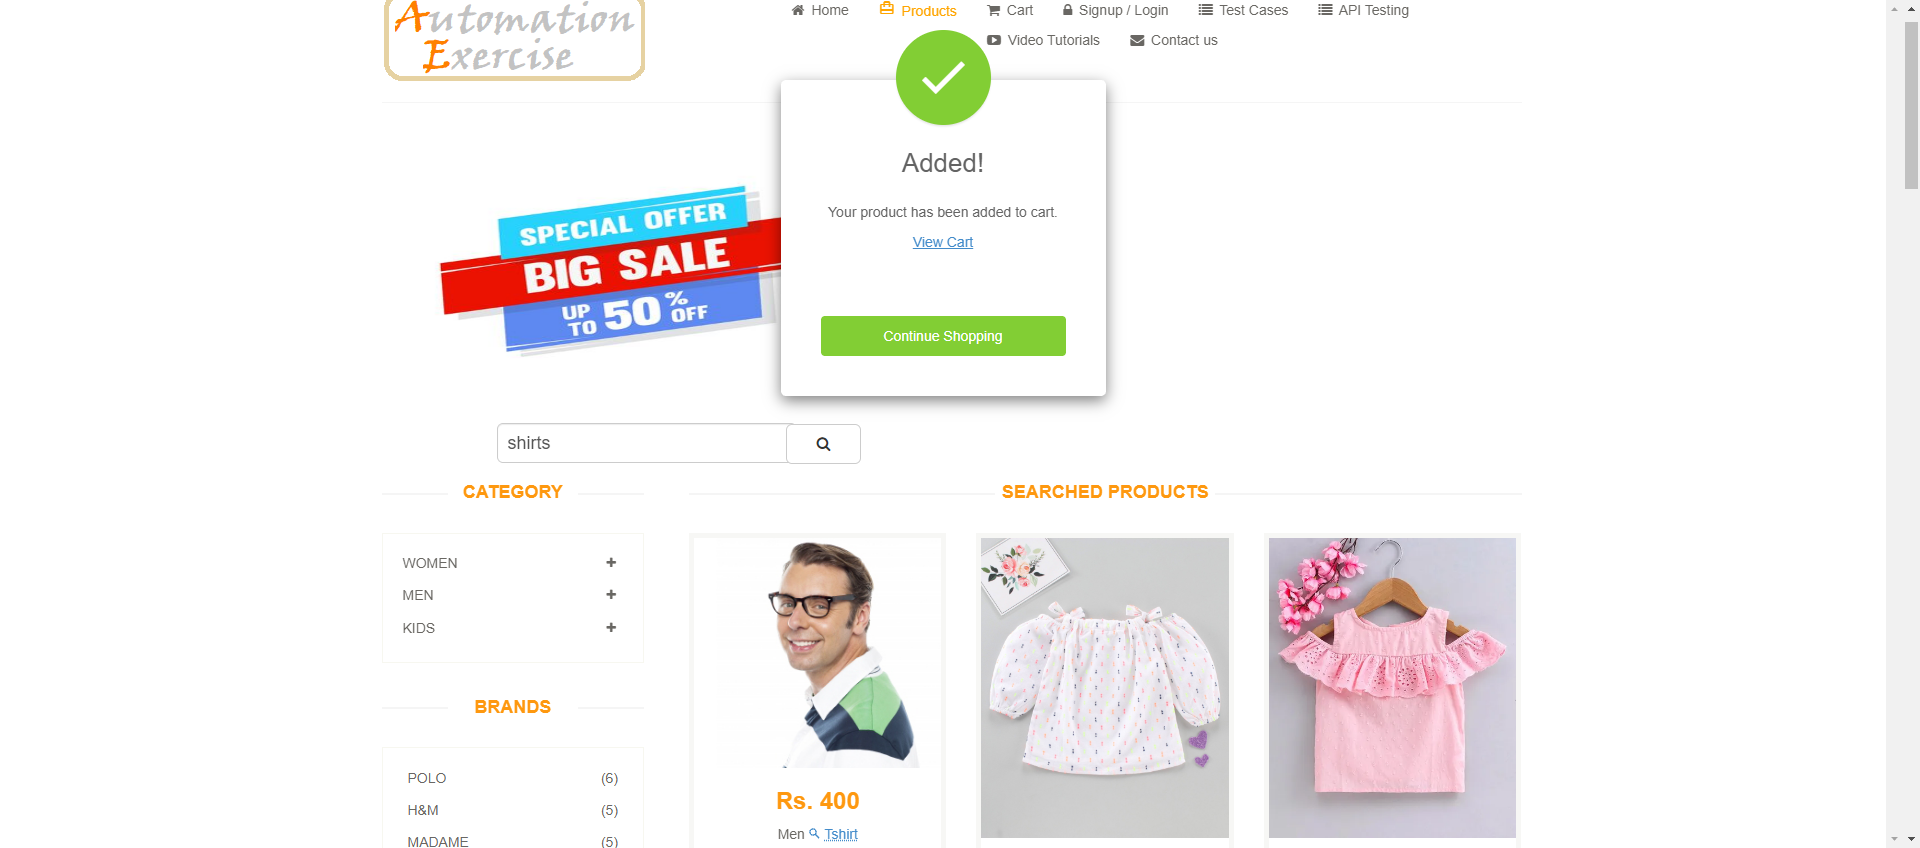 Automation
Exercise
Home
Products
Cart
Signup / Login
Test Cases
API Testing
Video Tutorials
Contact us
Added!
Your product has been added to cart.
View Cart
Continue Shopping
SPECIAL OFFER
BIG SALE
UP TO 50% OFF
shirts
CATEGORY
WOMEN
MEN
KIDS
BRANDS
POLO (6)
H&M (5)
MADAME (5)
SEARCHED PRODUCTS
Rs. 400
Men Tshirt